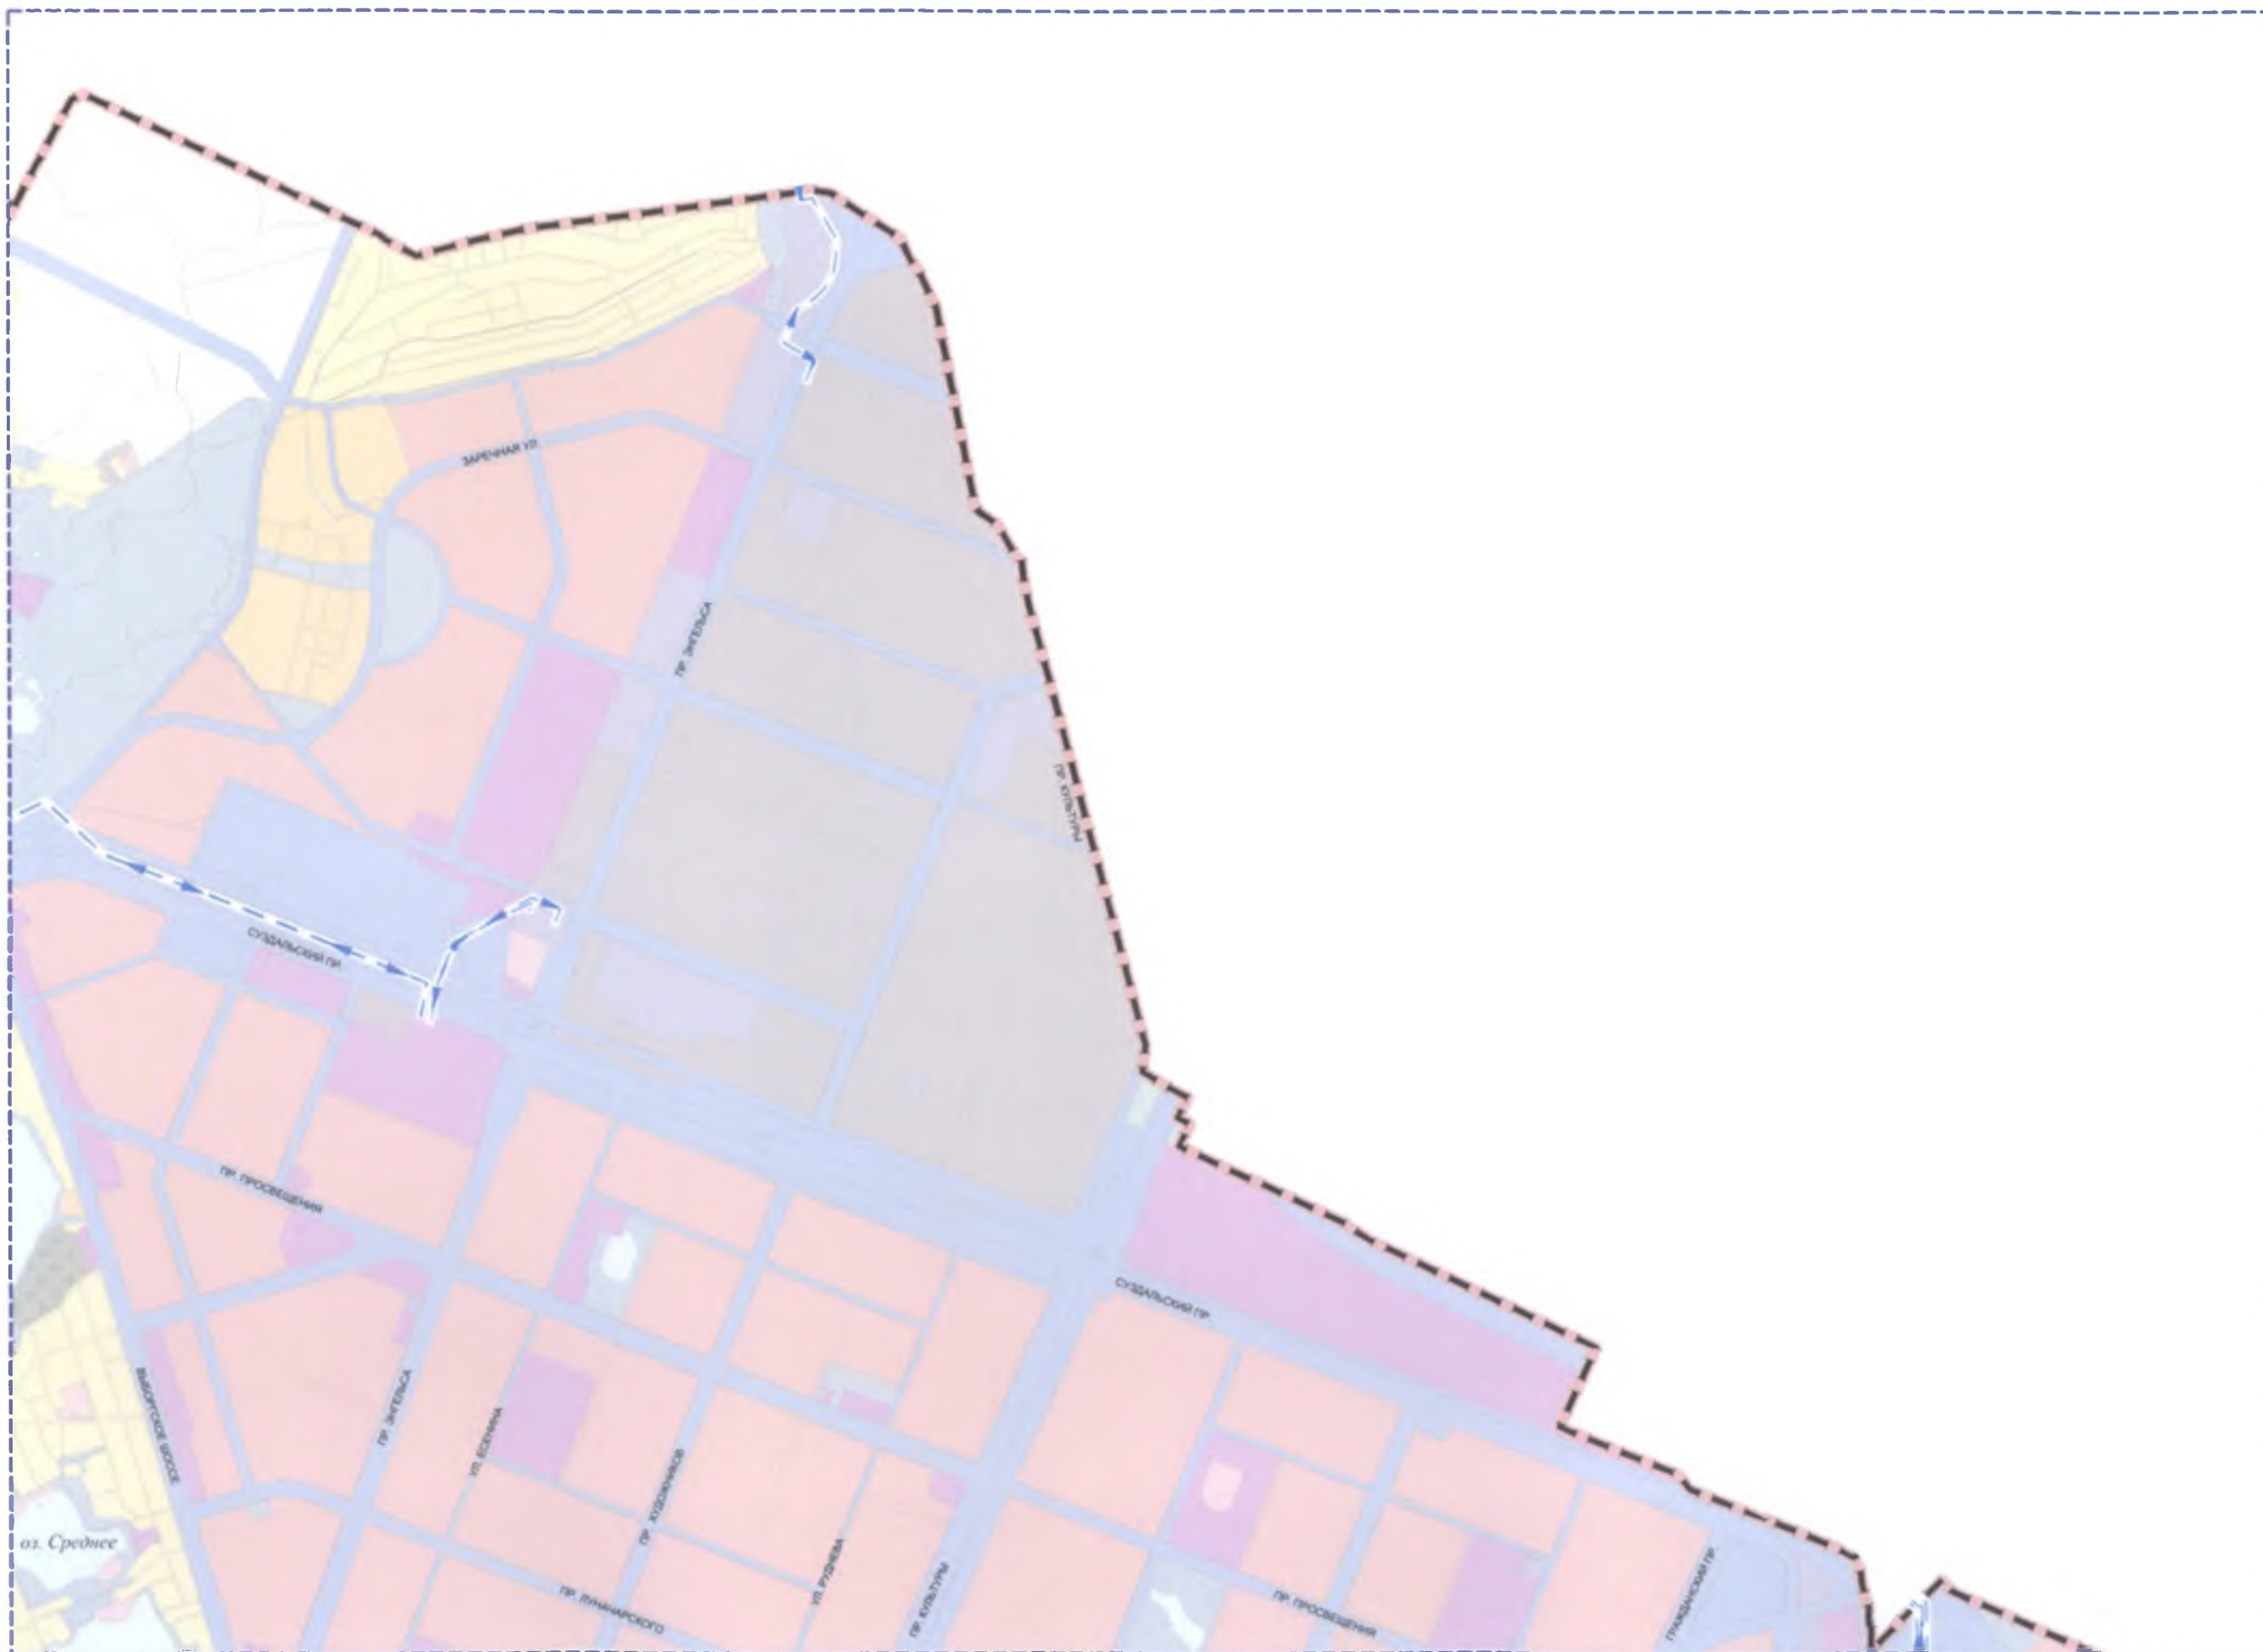 ЗАРЕЧНАЯ УЛ.
ПР. ЭНГЕЛЬСА
ПР. КУЛЬТУРЫ
СУЗДАЛЬСКИЙ ПР.
ПР. ПРОСВЕЩЕНИЯ
СУЗДАЛЬСКИЙ ПР.
ВЫБОРГСКОЕ ШОССЕ
ПР. ЭНГЕЛЬСА
УЛ. ЕСЕНИНА
ПР. ХУДОЖНИКОВ
оз. Среднее
УЛ. РУДНЕВА
ПР. КУЛЬТУРЫ
ГРАЖДАНСКИЙ ПР.
ПР. ЛУНАЧАРСКОГО
ПР. ПРОСВЕЩЕНИЯ